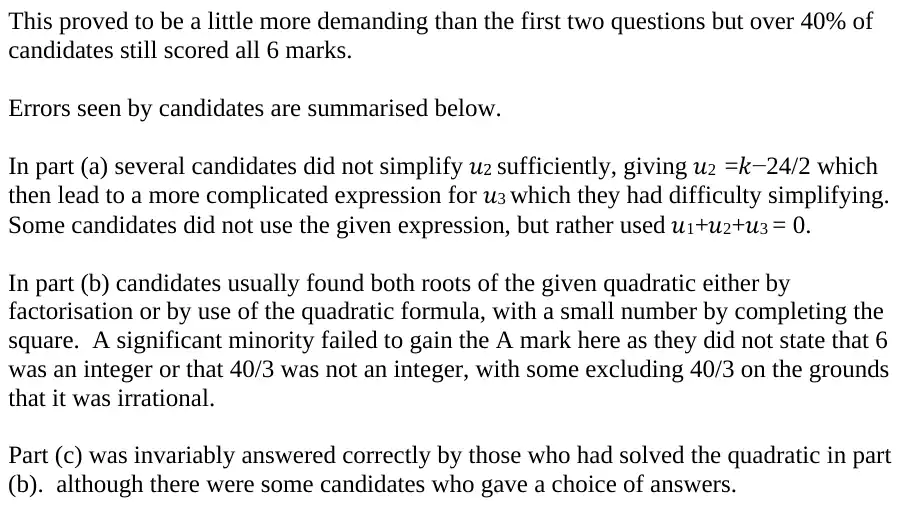 This proved to be a little more demanding than the first two questions but over 40% of
candidates still scored all 6 marks.
Errors seen by candidates are summarised below.
In part (a) several candidates did not simplify u2 sufficiently, giving u2 =k−24/2 which
then lead to a more complicated expression for u3 which they had difficulty simplifying.
Some candidates did not use the given expression, but rather used u1+u2+u3 = 0.
In part (b) candidates usually found both roots of the given quadratic either by
factorisation or by use of the quadratic formula, with a small number by completing the
square.  A significant minority failed to gain the A mark here as they did not state that 6
was an integer or that 40/3 was not an integer, with some excluding 40/3 on the grounds
that it was irrational.
Part (c) was invariably answered correctly by those who had solved the quadratic in part
(b).  although there were some candidates who gave a choice of answers.